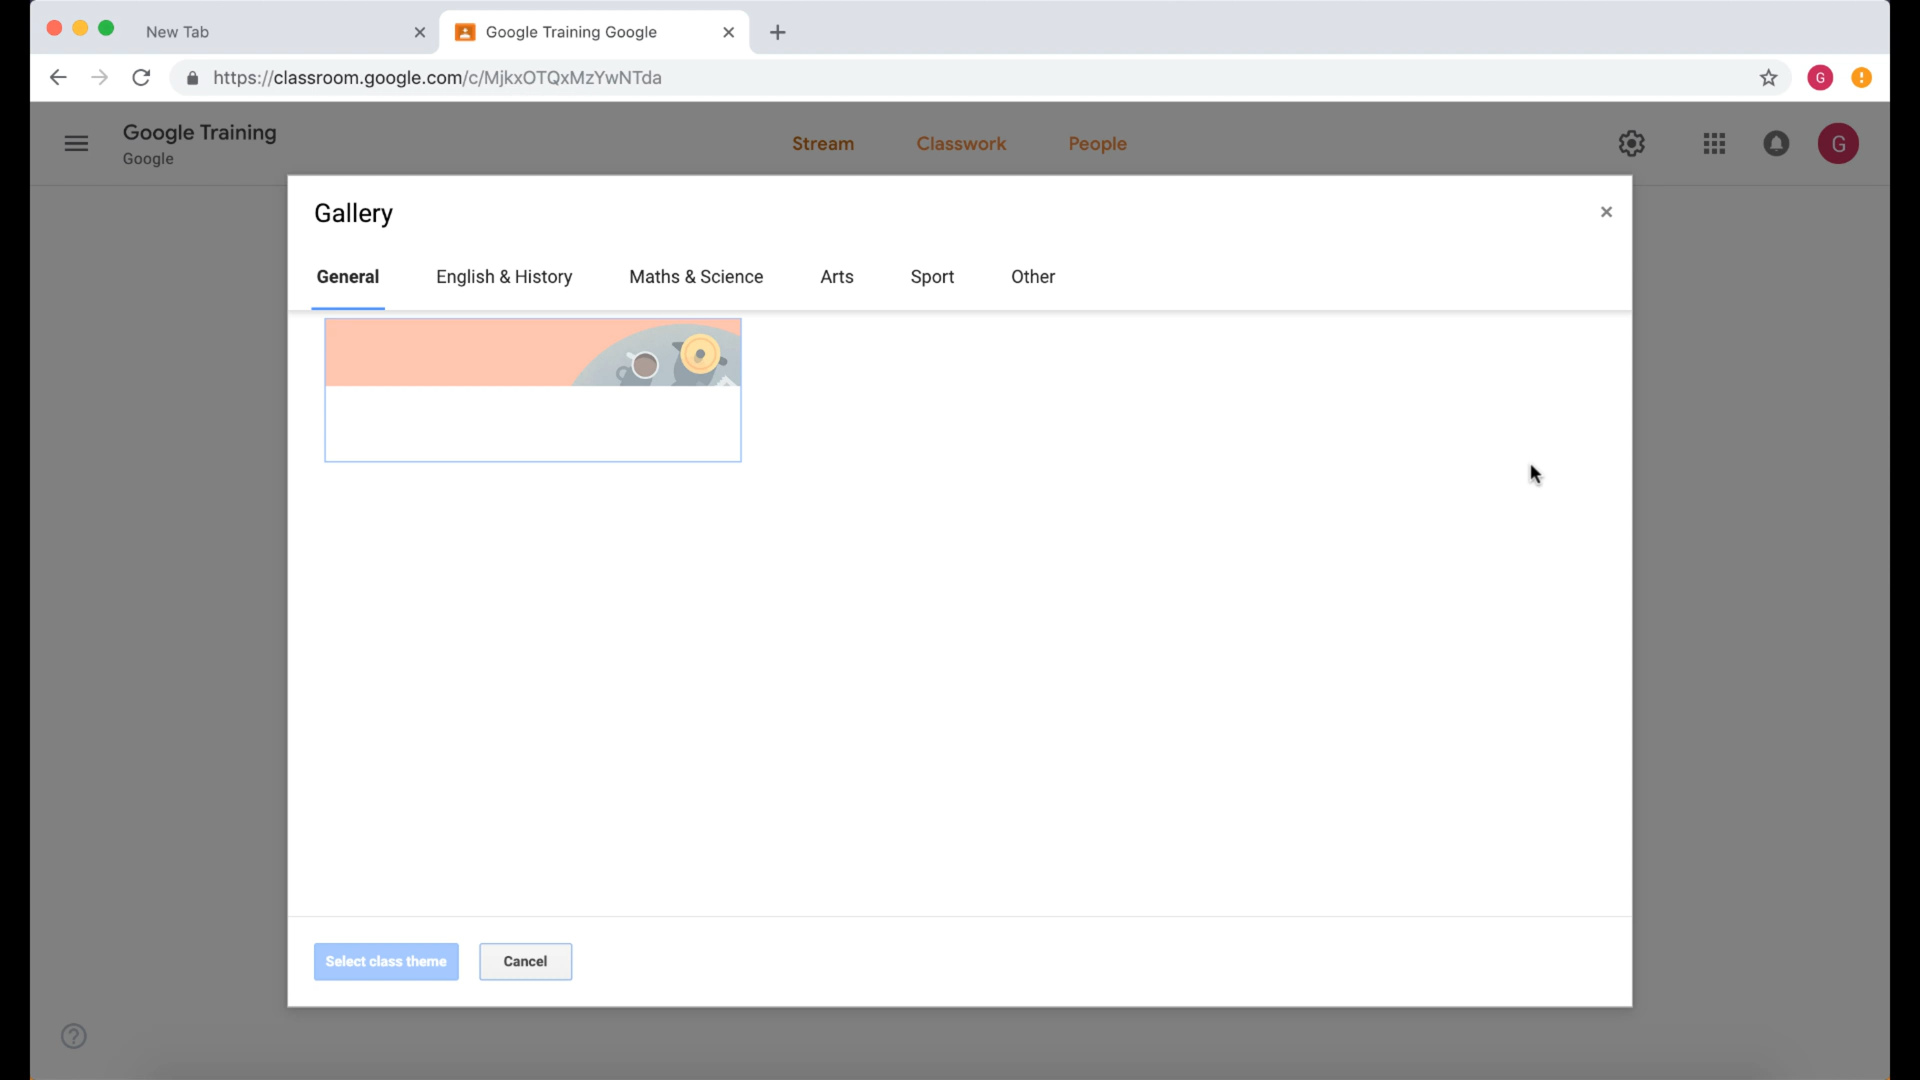 New Tab
Google Training Google
https://classroom.google.com/c/MjkxOTQxMzYwNTda
G
Google Training
Google
Stream
Classwork
People
G
Gallery
General
English & History
Maths & Science
Arts
Sport
Other
Select class theme
Cancel